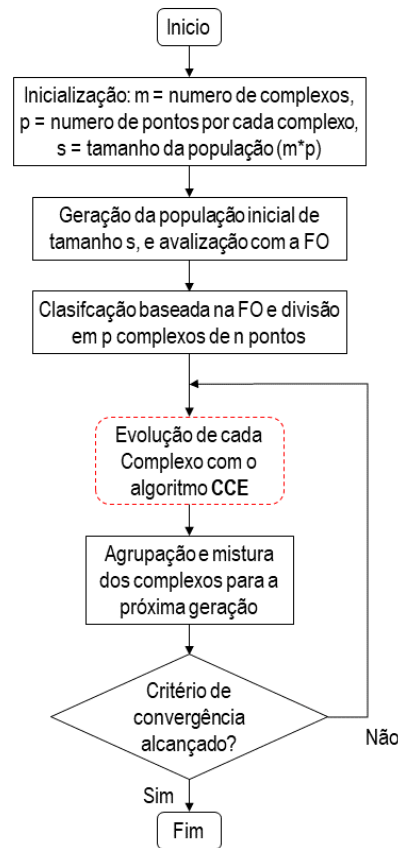 Inicio
Inicialização: m = numero de complexos,
p = numero de pontos por cada complexo,
s = tamanho da população (m*p)
Geração da população inicial de
tamanho s, e avalização com a FO
Clasifcação baseada na FO e divisão
em p complexos de n pontos
Evolução de cada
Complexo com o
algoritmo CCE
Agrupação e mistura
dos complexos para a
próxima geração
Critério de
convergência
alcançado?
Não
Sim
Fim